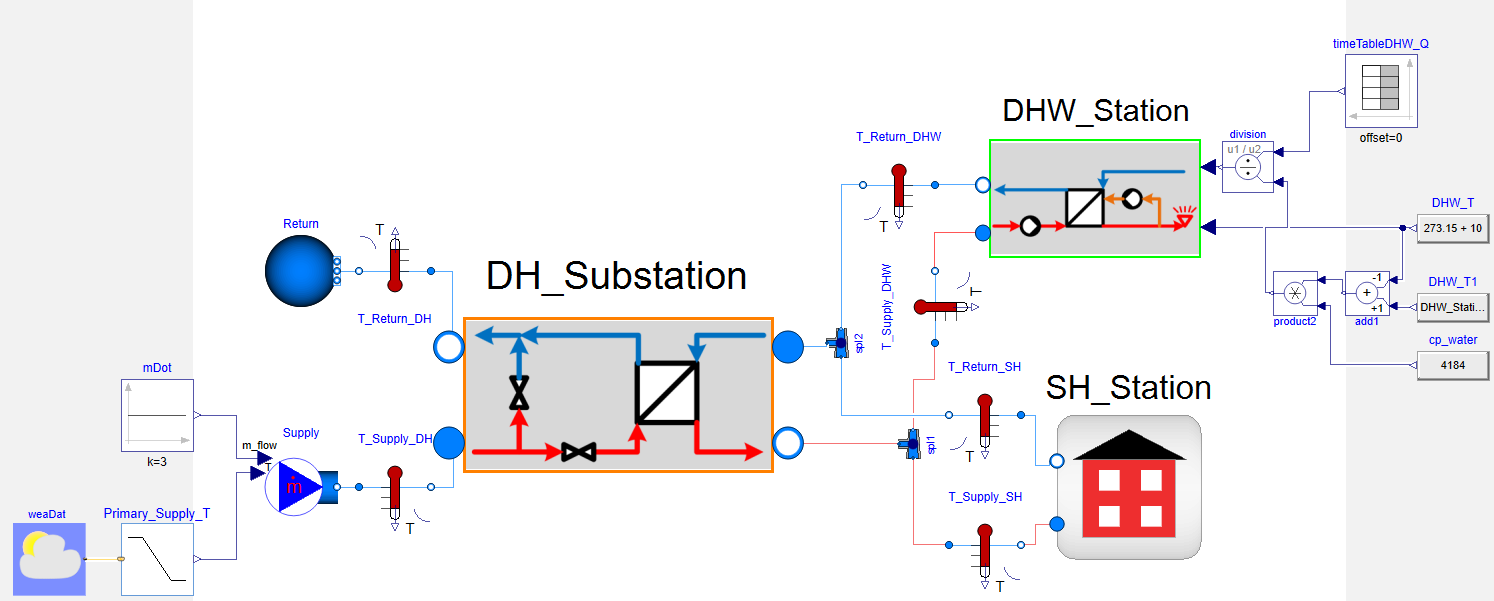 timeTableDHW_Q
offset=0
DHW_Station
T_Return_DHW
division
u1 / u2
T
DHW_T
273.15 + 10
Return
T
T_Return_DH
DH_Substation
T_Supply_DHW
T
spl2
-1
+
+1
add1
product2
DHW_T1
DHW_Stati...
cp_water
4184
T_Return_SH
SH_Station
T
spl1
mDot
k=3
Supply
m_flow
T
ṁ
T_Supply_DH
T
T_Supply_SH
T
weaDat
Primary_Supply_T